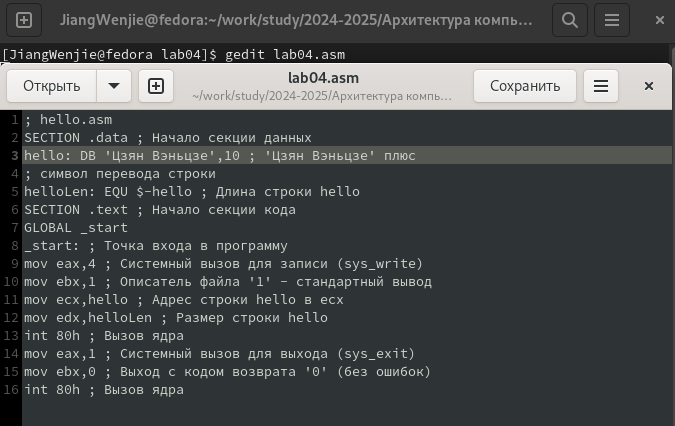 JiangWenjie@fedora:~/work/study/2024-2025/Архитектура компь…
[JiangWenjie@fedora lab04]$ gedit lab04.asm
Открыть
lab04.asm
~/work/study/2024-2025/Архитектура компь…
Сохранить
1 ; hello.asm
2 SECTION .data ; Начало секции данных
3 hello: DB 'Цзян Вэньцзе',10 ; 'Цзян Вэньцзе' плюс
4 ; символ перевода строки
5 helloLen: EQU $-hello ; Длина строки hello
6 SECTION .text ; Начало секции кода
7 GLOBAL _start
8 _start: ; Точка входа в программу
9 mov eax,4 ; Системный вызов для записи (sys_write)
10 mov ebx,1 ; Описатель файла '1' - стандартный вывод
11 mov ecx,hello ; Адрес строки hello в ecx
12 mov edx,helloLen ; Размер строки hello
13 int 80h ; Вызов ядра
14 mov eax,1 ; Системный вызов для выхода (sys_exit)
15 mov ebx,0 ; Выход с кодом возврата '0' (без ошибок)
16 int 80h ; Вызов ядра